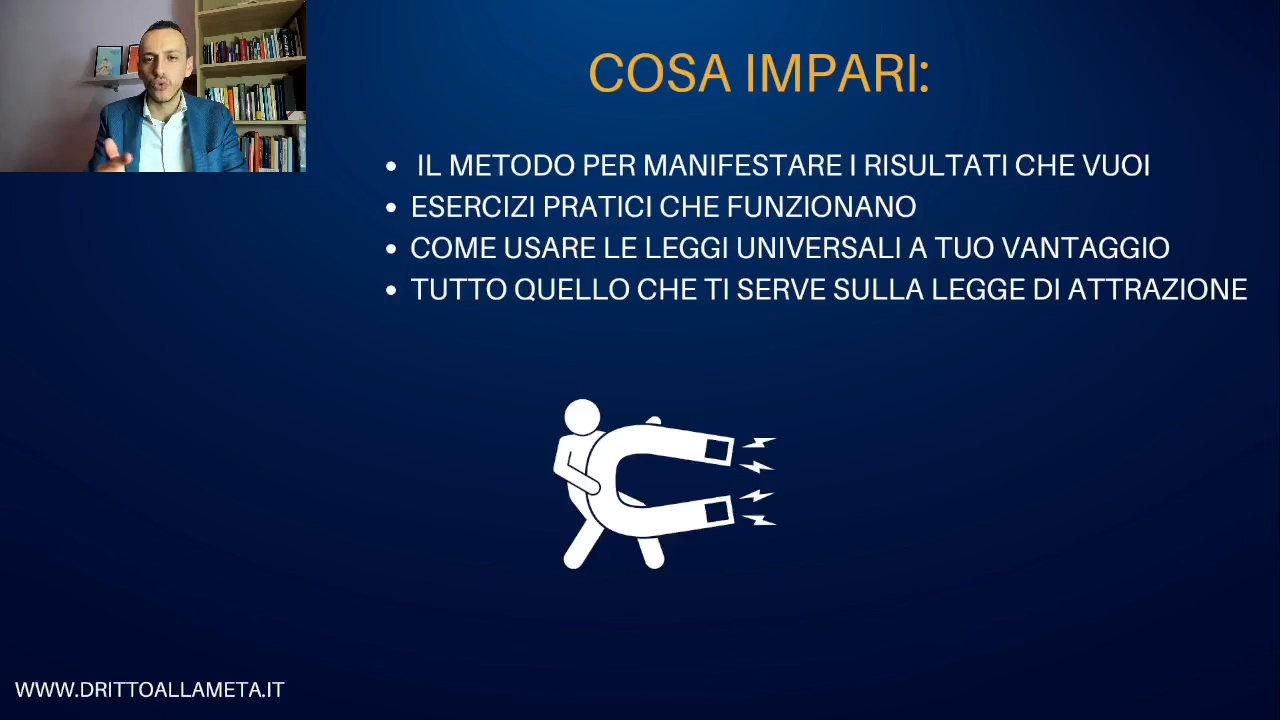 COSA IMPARI:
• IL METODO PER MANIFESTARE I RISULTATI CHE VUOI
• ESERCIZI PRATICI CHE FUNZIONANO
• COME USARE LE LEGGI UNIVERSALI A TUO VANTAGGIO
• TUTTO QUELLO CHE TI SERVE SULLA LEGGE DI ATTRAZIONE
WWW.DRITTOALLAMETA.IT